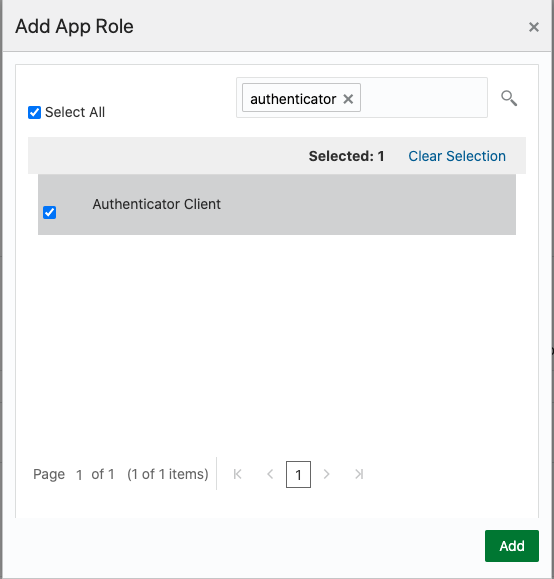 Add App Role
×
Select All
authenticator ×
Selected: 1 Clear Selection
Authenticator Client
Page 1 of 1 (1 of 1 items) 1
Add